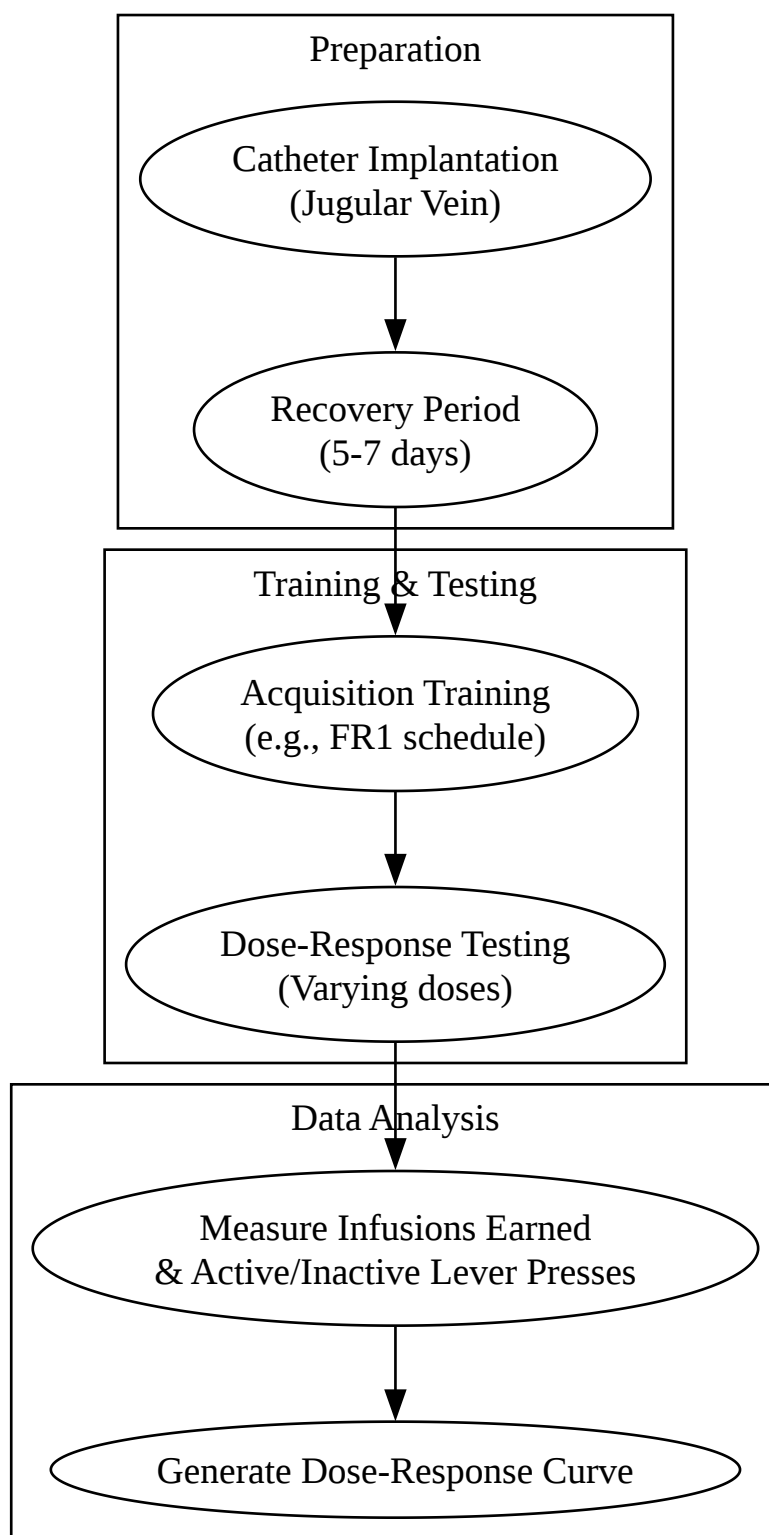 Preparation
Catheter Implantation
(Jugular Vein)
Recovery Period
(5-7 days)
Training & Testing
Acquisition Training
(e.g., FR1 schedule)
Dose-Response Testing
(Varying doses)
Data Analysis
Measure Infusions Earned
& Active/Inactive Lever Presses
Generate Dose-Response Curve